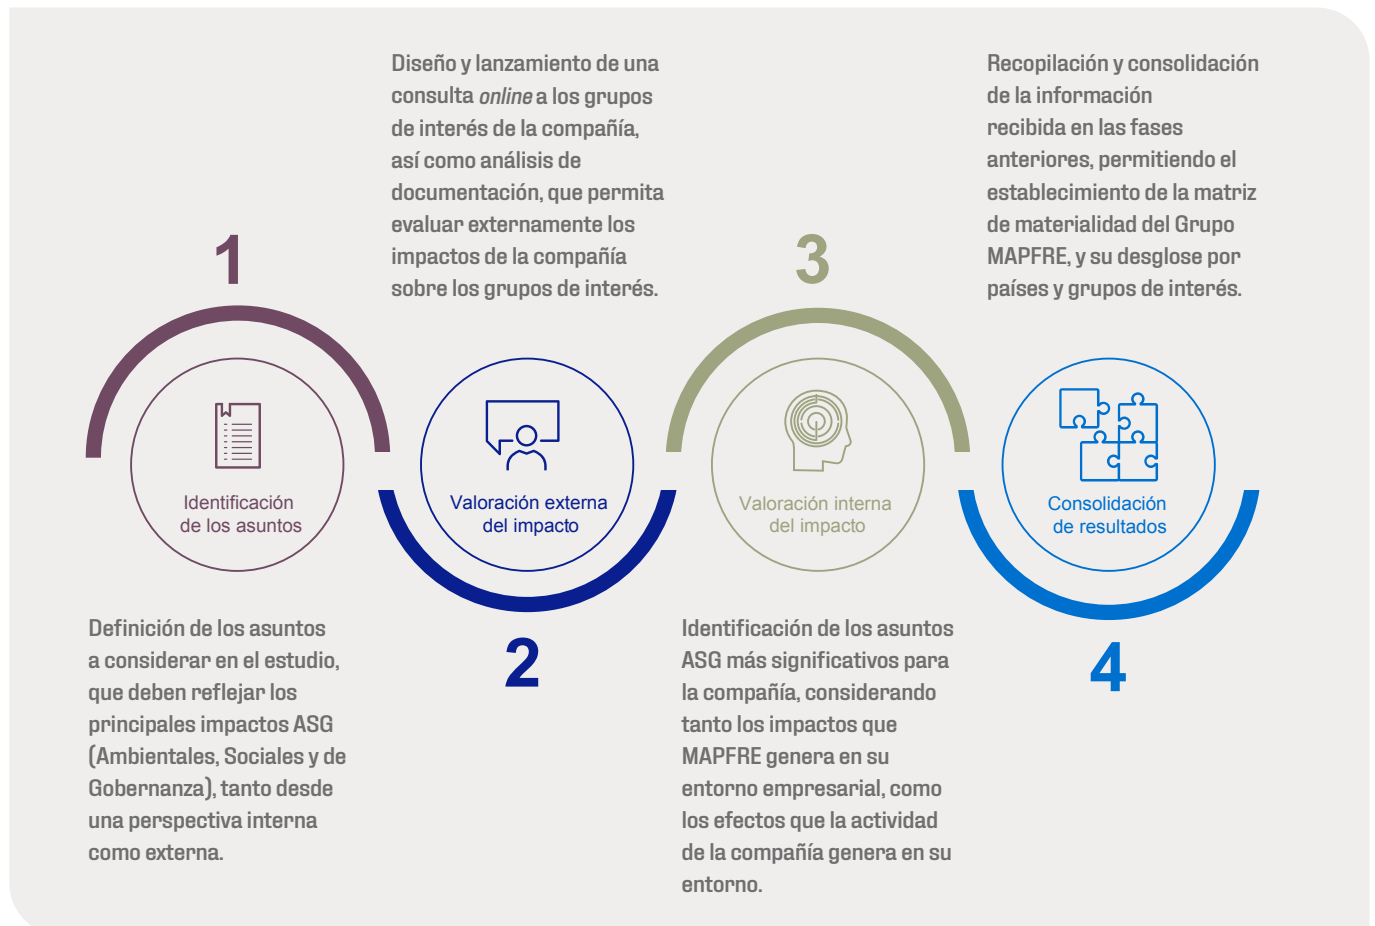 1
Identificación
de los asuntos
Definición de los asuntos
a considerar en el estudio,
que deben reflejar los
principales impactos ASG
(Ambientales, Sociales y de
Gobernanza), tanto desde
una perspectiva interna
como externa.
Diseño y lanzamiento de una
consulta online a los grupos
de interés de la compañía,
así como análisis de
documentación, que permita
evaluar externamente los
impactos de la compañía
sobre los grupos de interés.
Valoración externa
del impacto
2
3
Valoración interna
del impacto
Identificación de los asuntos
ASG más significativos para
la compañía, considerando
tanto los impactos que
MAPFRE genera en su
entorno empresarial, como
los efectos que la actividad
de la compañía genera en su
entorno.
Recopilación y consolidación
de la información
recibida en las fases
anteriores, permitiendo el
establecimiento de la matriz
de materialidad del Grupo
MAPFRE, y su desglose por
países y grupos de interés.
Consolidación
de resultados
4